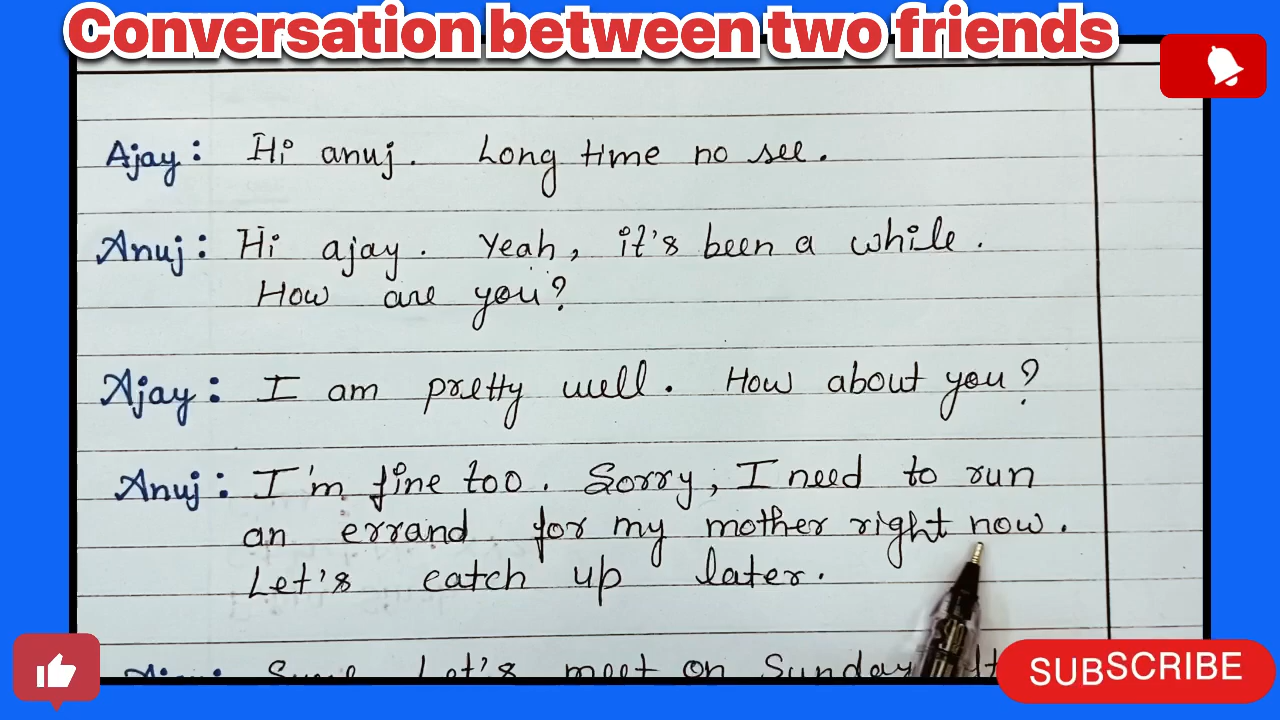 Conversation between two friends
Ajay: Hi anuj. Long time no see.
Anuj: Hi ajay. Yeah, it's been a while.
How are you?
Ajay: I am pretty well. How about you?
Anuj: I'm fine too. Sorry, I need to run
an errand for my mother right now.
Let's catch up later.
Let's meet on Sunday
SUBSCRIBE